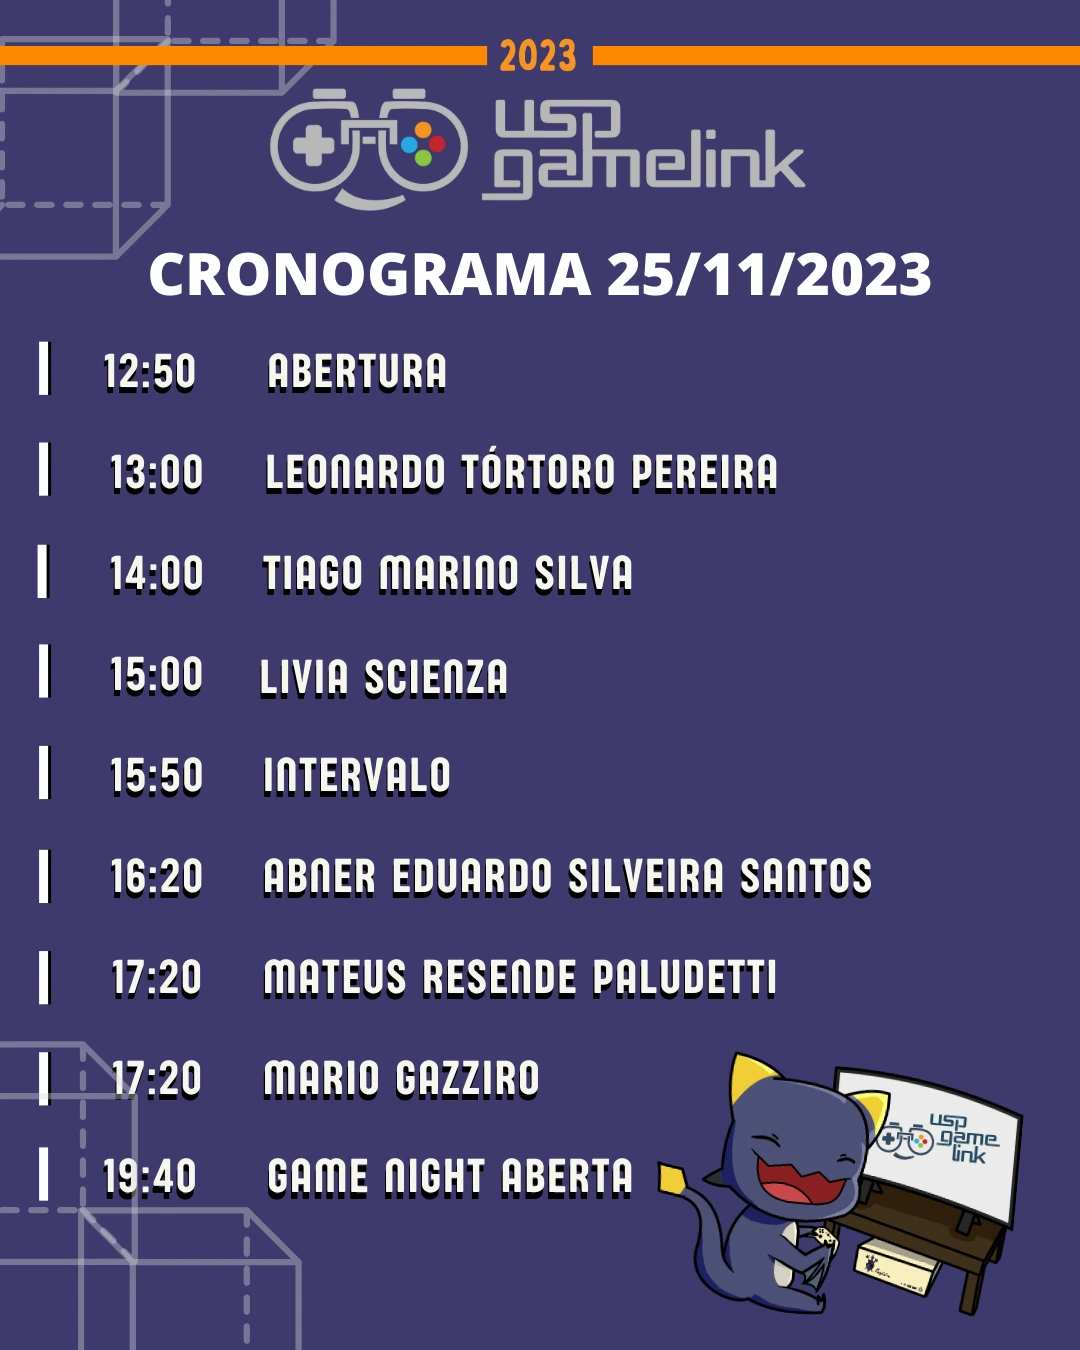 2023
usp
gamelink
CRONOGRAMA 25/11/2023
12:50 ABERTURA
13:00 LEONARDO TÓRTORO PEREIRA
14:00 TIAGO MARINO SILVA
15:00 LIVIA SCIENZA
15:50 INTERVALO
16:20 ABNER EDUARDO SILVEIRA SANTOS
17:20 MATEUS RESENDE PALUDETTI
17:20 MARIO GAZZIRO
19:40 GAME NIGHT ABERTA
usp
game
link